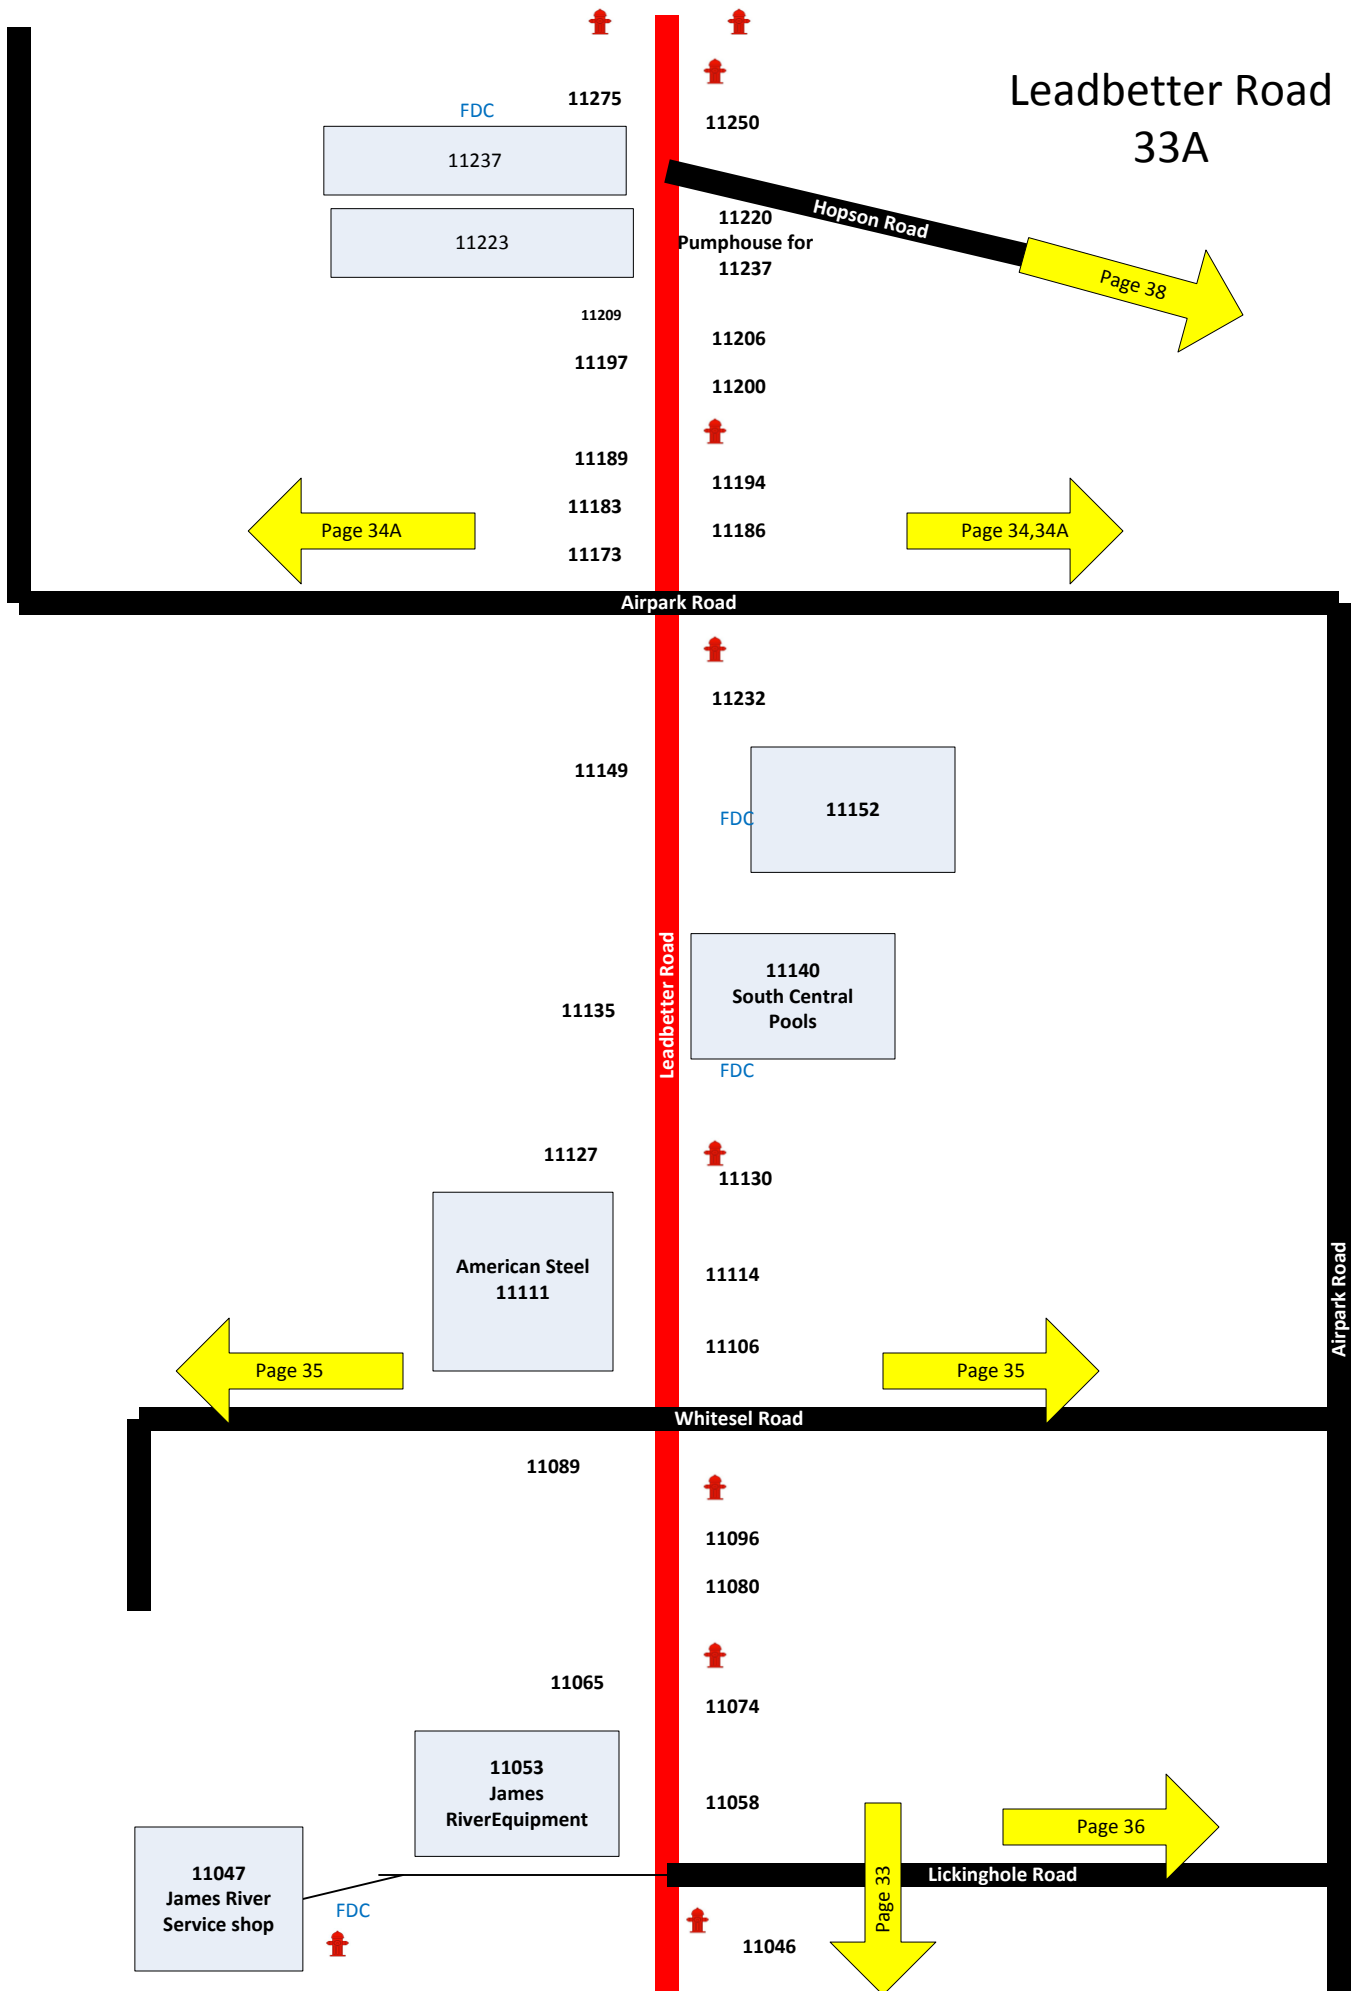 Leadbetter Road
33A
11275
FDC
11237
11250
Hopson Road
Page 38
11223
11220
Pumphouse for
11237
11209
11206
11197
11200
11189
11194
11183
11186
11173
Page 34A
Page 34,34A
Airpark Road
11232
11149
FDC
11152
Leadbetter Road
11140
South Central
Pools
FDC
11135
11127
11130
American Steel
11111
11114
11106
Airpark Road
Page 35
Page 35
Whitesel Road
11089
11096
11080
11065
11074
11053
James
RiverEquipment
11058
Page 36
Page 33
Lickinghole Road
11047
James River
Service shop
FDC
11046